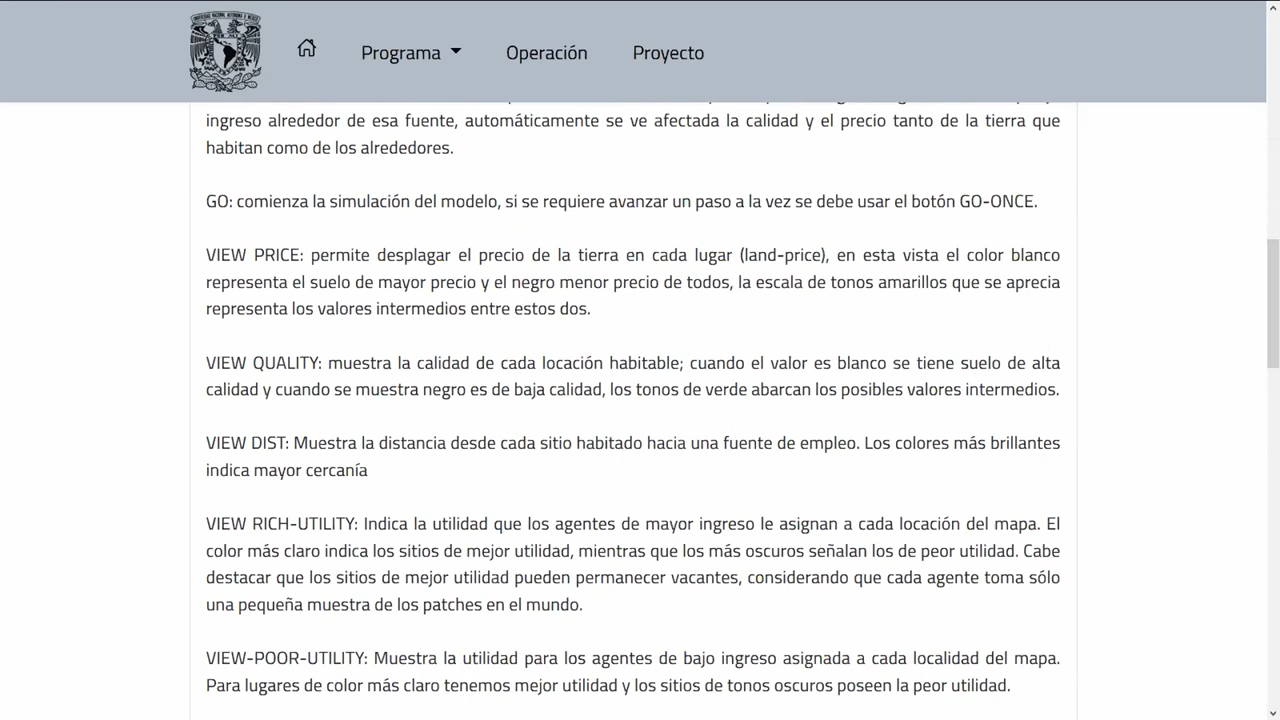 Programa
Operación
Proyecto
ingreso alrededor de esa fuente, automáticamente se ve afectada la calidad y el precio tanto de la tierra que
habitan como de los alrededores.
GO: comienza la simulación del modelo, si se requiere avanzar un paso a la vez se debe usar el botón GO-ONCE.
VIEW PRICE: permite desplagar el precio de la tierra en cada lugar (land-price), en esta vista el color blanco
representa el suelo de mayor precio y el negro menor precio de todos, la escala de tonos amarillos que se aprecia
representa los valores intermedios entre estos dos.
VIEW QUALITY: muestra la calidad de cada locación habitable; cuando el valor es blanco se tiene suelo de alta
calidad y cuando se muestra negro es de baja calidad, los tonos de verde abarcan los posibles valores intermedios.
VIEW DIST: Muestra la distancia desde cada sitio habitado hacia una fuente de empleo. Los colores más brillantes
indica mayor cercanía
VIEW RICH-UTILITY: Indica la utilidad que los agentes de mayor ingreso le asignan a cada locación del mapa. El
color más claro indica los sitios de mejor utilidad, mientras que los más oscuros señalan los de peor utilidad. Cabe
destacar que los sitios de mejor utilidad pueden permanecer vacantes, considerando que cada agente toma sólo
una pequeña muestra de los patches en el mundo.
VIEW-POOR-UTILITY: Muestra la utilidad para los agentes de bajo ingreso asignada a cada localidad del mapa.
Para lugares de color más claro tenemos mejor utilidad y los sitios de tonos oscuros poseen la peor utilidad.